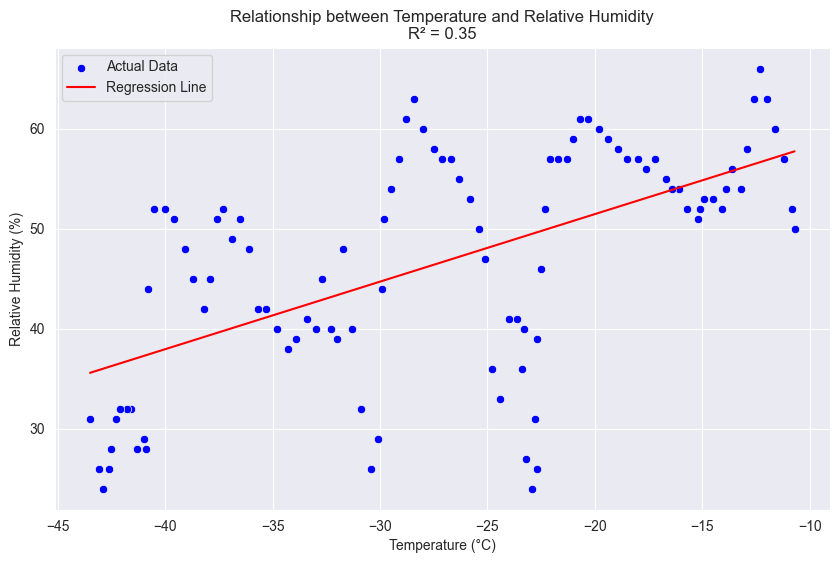 Relationship between Temperature and Relative Humidity
R² = 0.35
Actual Data
Regression Line
Relative Humidity (%)
60
50
40
30
−45
−40
−35
−30
−25
−20
−15
−10
Temperature (°C)